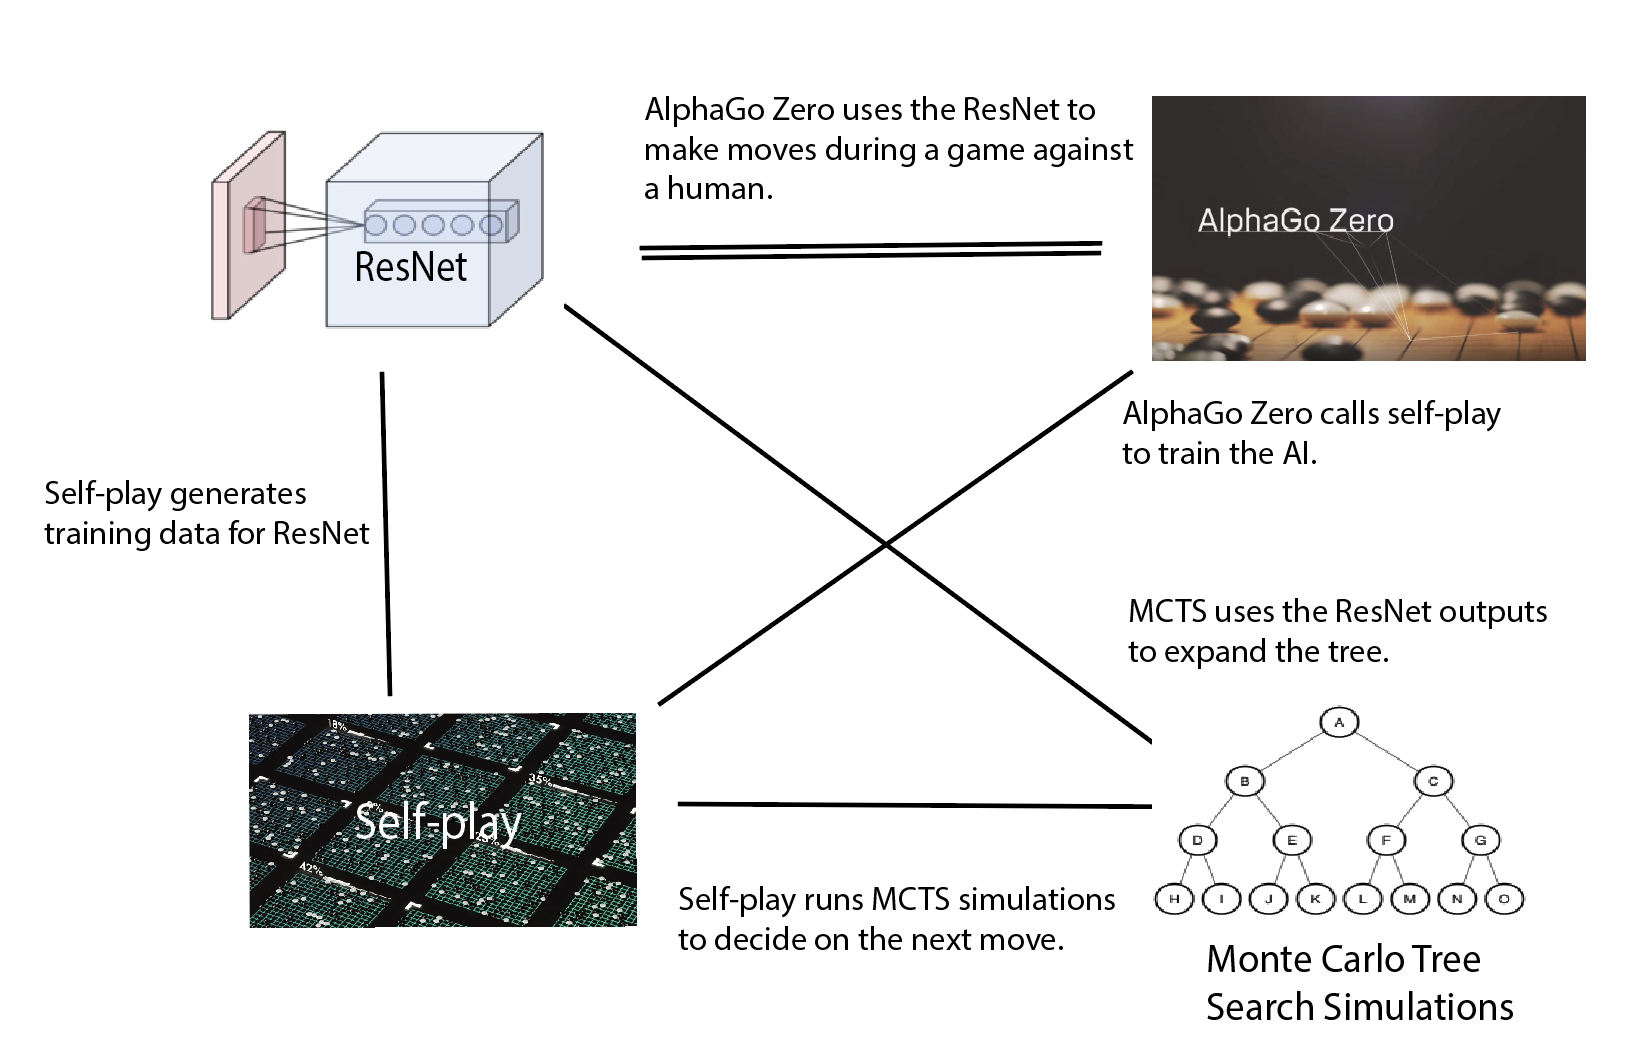 AlphaGo Zero uses the ResNet to
make moves during a game against
a human.
ResNet
AlphaGo Zero
AlphaGo Zero calls self-play
to train the AI.
Self-play generates
training data for ResNet
MCTS uses the ResNet outputs
to expand the tree.
18%
35%
Self-play
42%
A
B C
D E F G
H I J K L M N O
Self-play runs MCTS simulations
to decide on the next move.
Monte Carlo Tree
Search Simulations